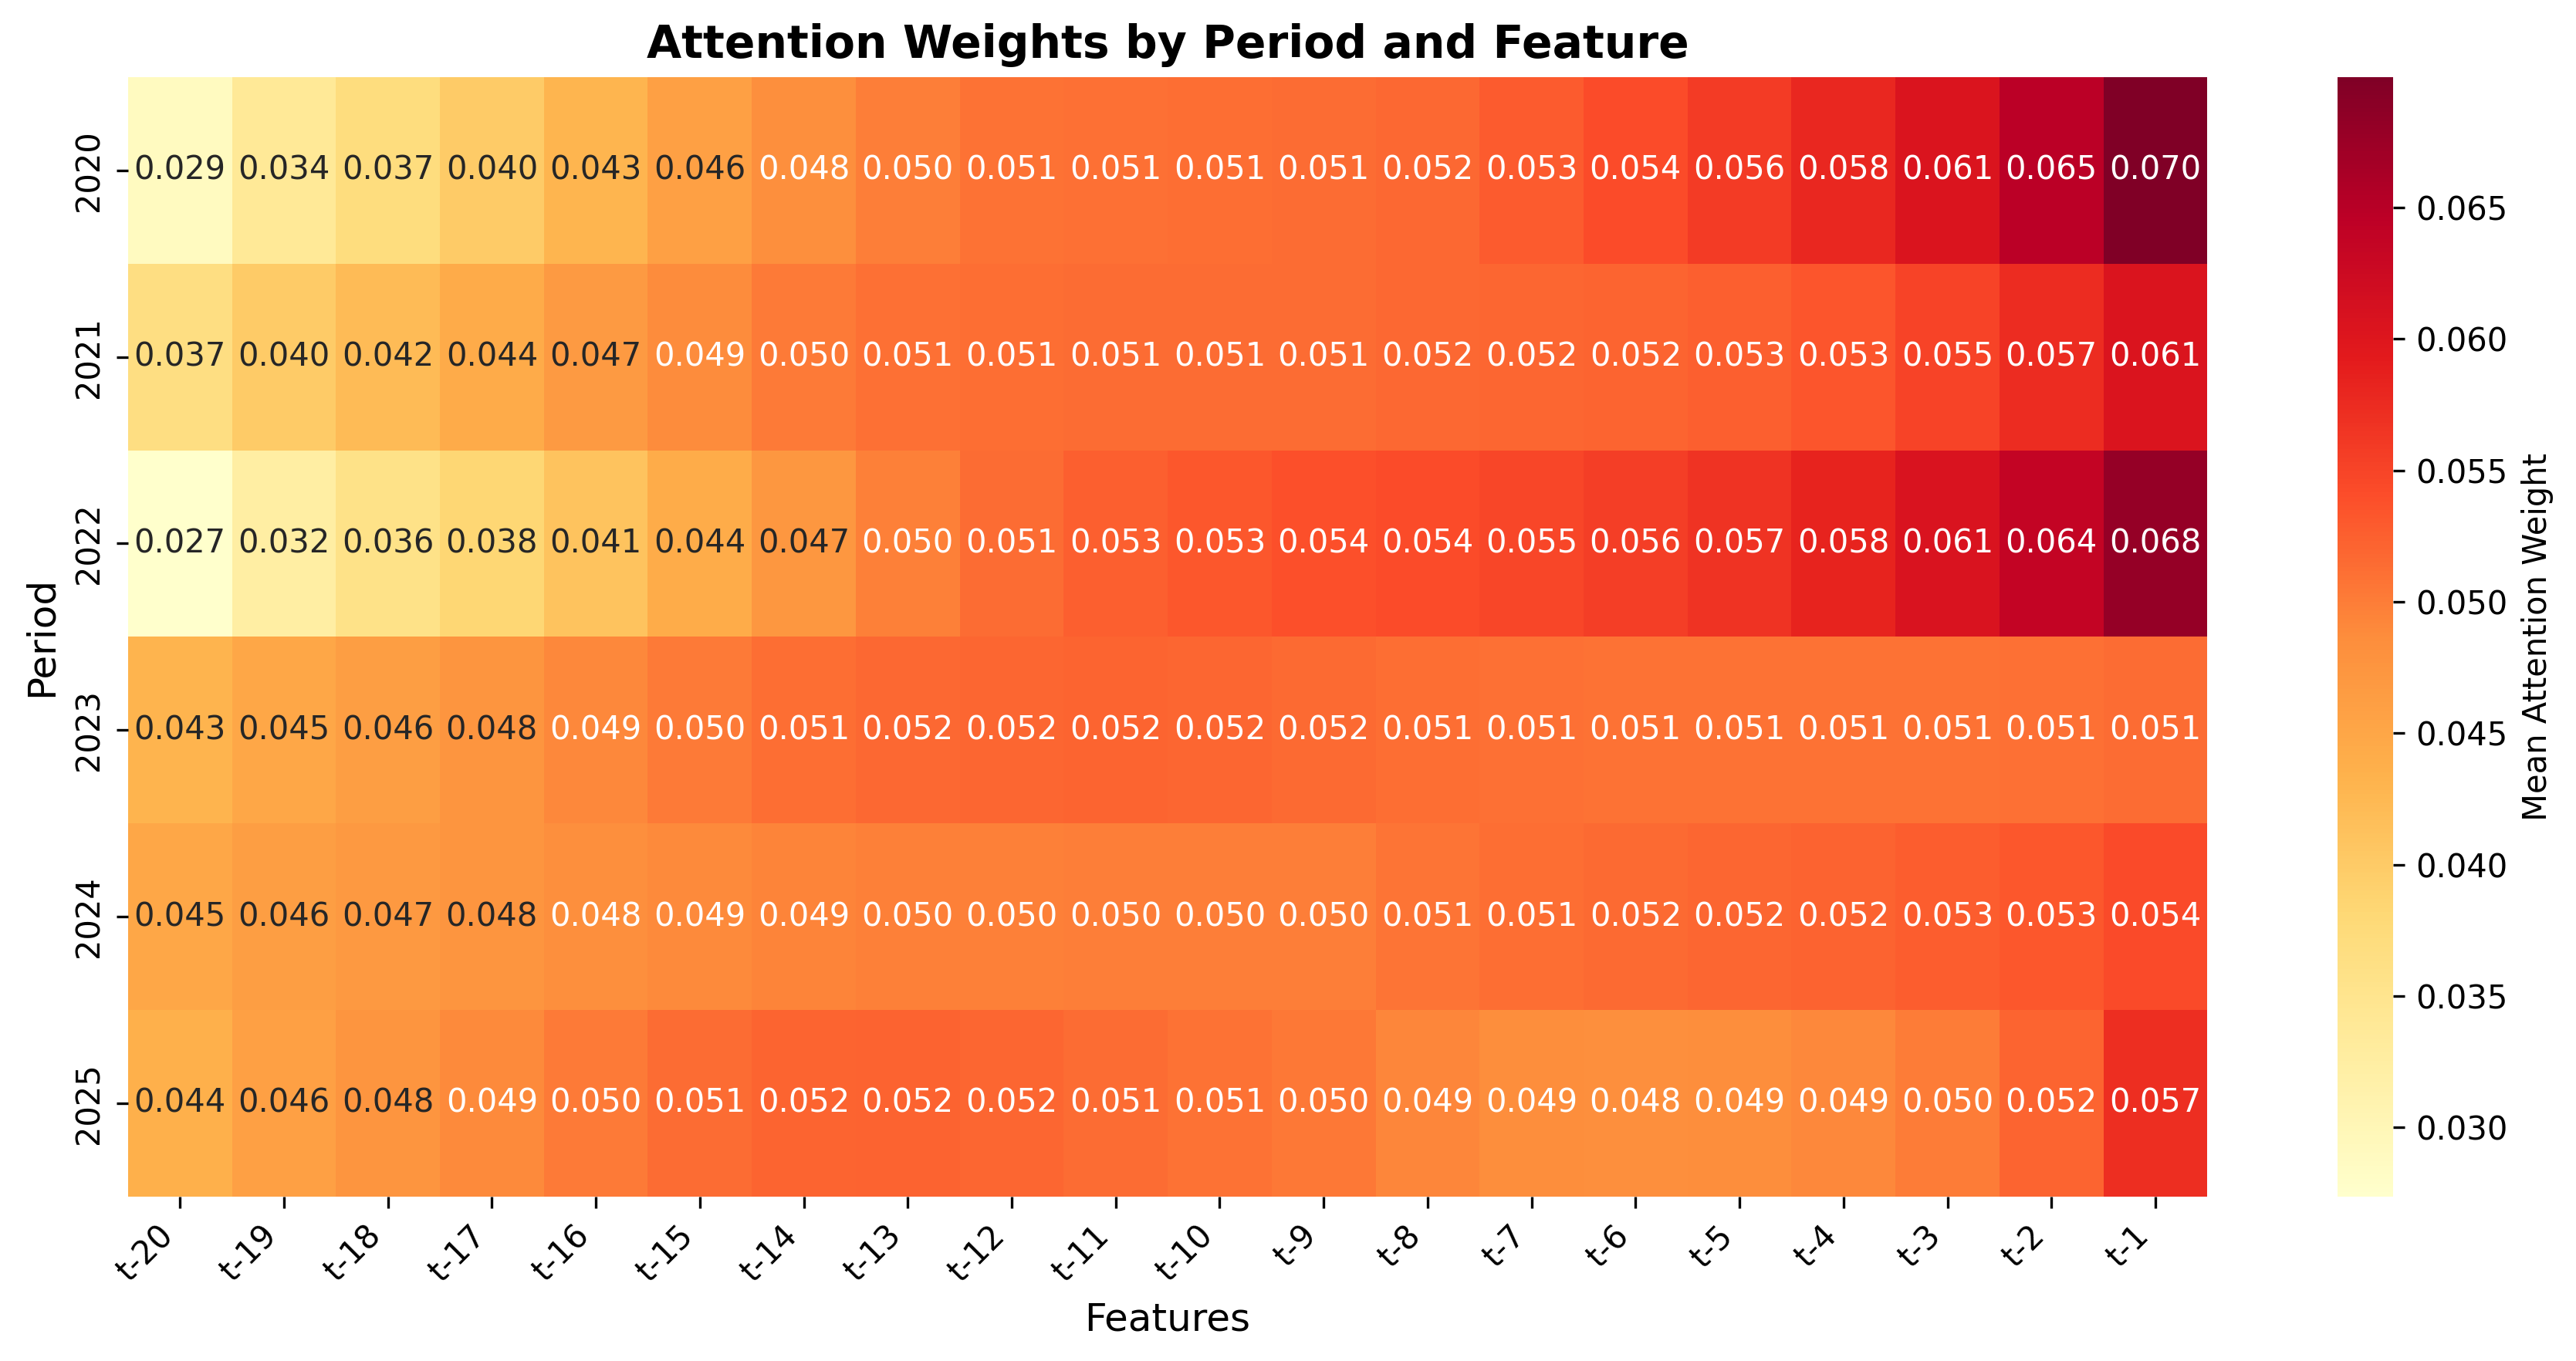 Attention Weights by Period and Feature
Period
2020
0.029 0.034 0.037 0.040 0.043 0.046 0.048 0.050 0.051 0.051 0.051 0.051 0.052 0.053 0.054 0.056 0.058 0.061 0.065 0.070
2021
0.037 0.040 0.042 0.044 0.047 0.049 0.050 0.051 0.051 0.051 0.051 0.051 0.052 0.052 0.052 0.053 0.053 0.055 0.057 0.061
2022
0.027 0.032 0.036 0.038 0.041 0.044 0.047 0.050 0.051 0.053 0.053 0.054 0.054 0.055 0.056 0.057 0.058 0.061 0.064 0.068
2023
0.043 0.045 0.046 0.048 0.049 0.050 0.051 0.052 0.052 0.052 0.052 0.052 0.051 0.051 0.051 0.051 0.051 0.051 0.051 0.051
2024
0.045 0.046 0.047 0.048 0.048 0.049 0.049 0.050 0.050 0.050 0.050 0.050 0.051 0.051 0.052 0.052 0.052 0.053 0.053 0.054
2025
0.044 0.046 0.048 0.049 0.050 0.051 0.052 0.052 0.052 0.051 0.051 0.050 0.049 0.049 0.048 0.049 0.049 0.050 0.052 0.057
t-20 t-19 t-18 t-17 t-16 t-15 t-14 t-13 t-12 t-11 t-10 t-9 t-8 t-7 t-6 t-5 t-4 t-3 t-2 t-1
Features
0.065
0.060
0.055
0.050
0.045
0.040
0.035
0.030
Mean Attention Weight